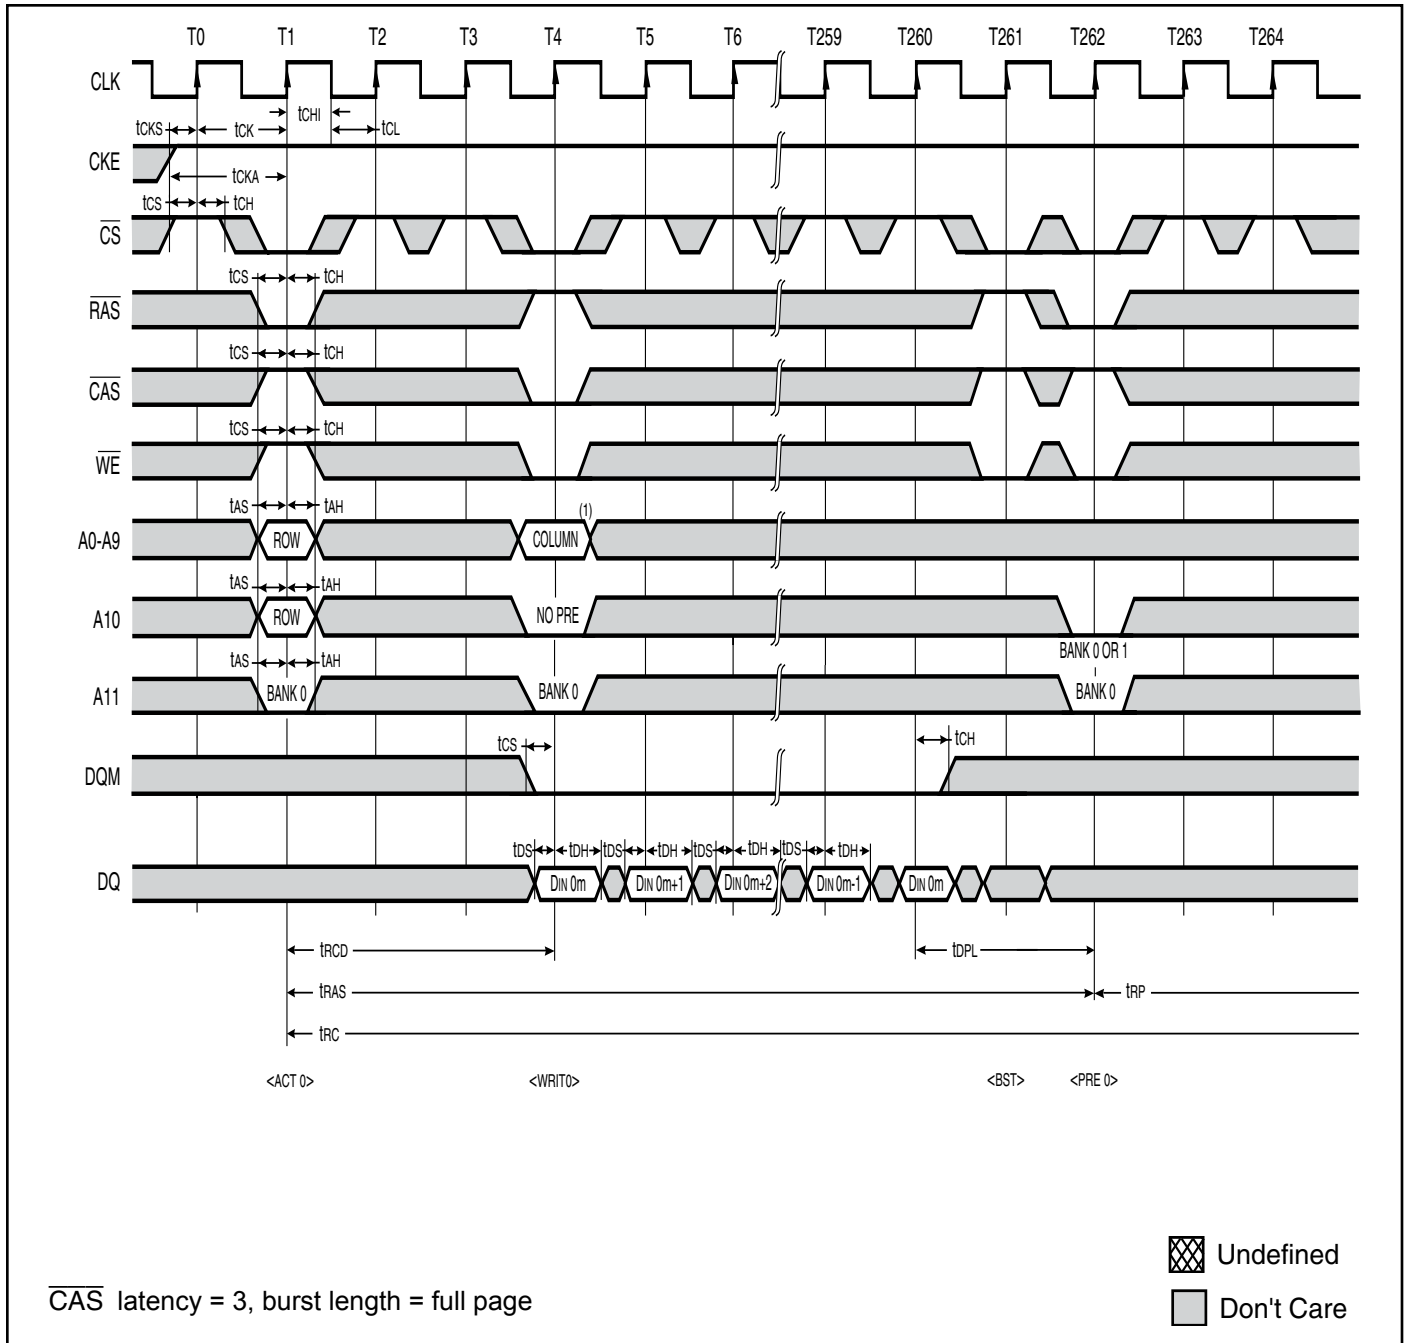 T0 T1 T2 T3 T4 T5 T6 T259 T260 T261 T262 T263 T264
CLK
tCHI
tCKS tCK tCL
CKE
tCKA
tCS tCH
CS
tCS tCH
RAS
tCS tCH
CAS
tCS tCH
WE
tAS tAH (1)
A0-A9 ROW COLUMN
tAS tAH
A10 ROW NO PRE
BANK 0 OR 1
tAS tAH
A11 BANK 0 BANK 0 BANK 0
tCS tCH
DQM
tDS tDH tDS tDH tDS tDH tDS tDH
DQ DIN 0m DIN 0m+1 DIN 0m+2 DIN 0m-1 DIN 0m
tRCD tDPL
tRAS tRP
tRC
<ACT 0> <WRIT0> <BST> <PRE 0>
Undefined
CAS latency = 3, burst length = full page
Don't Care